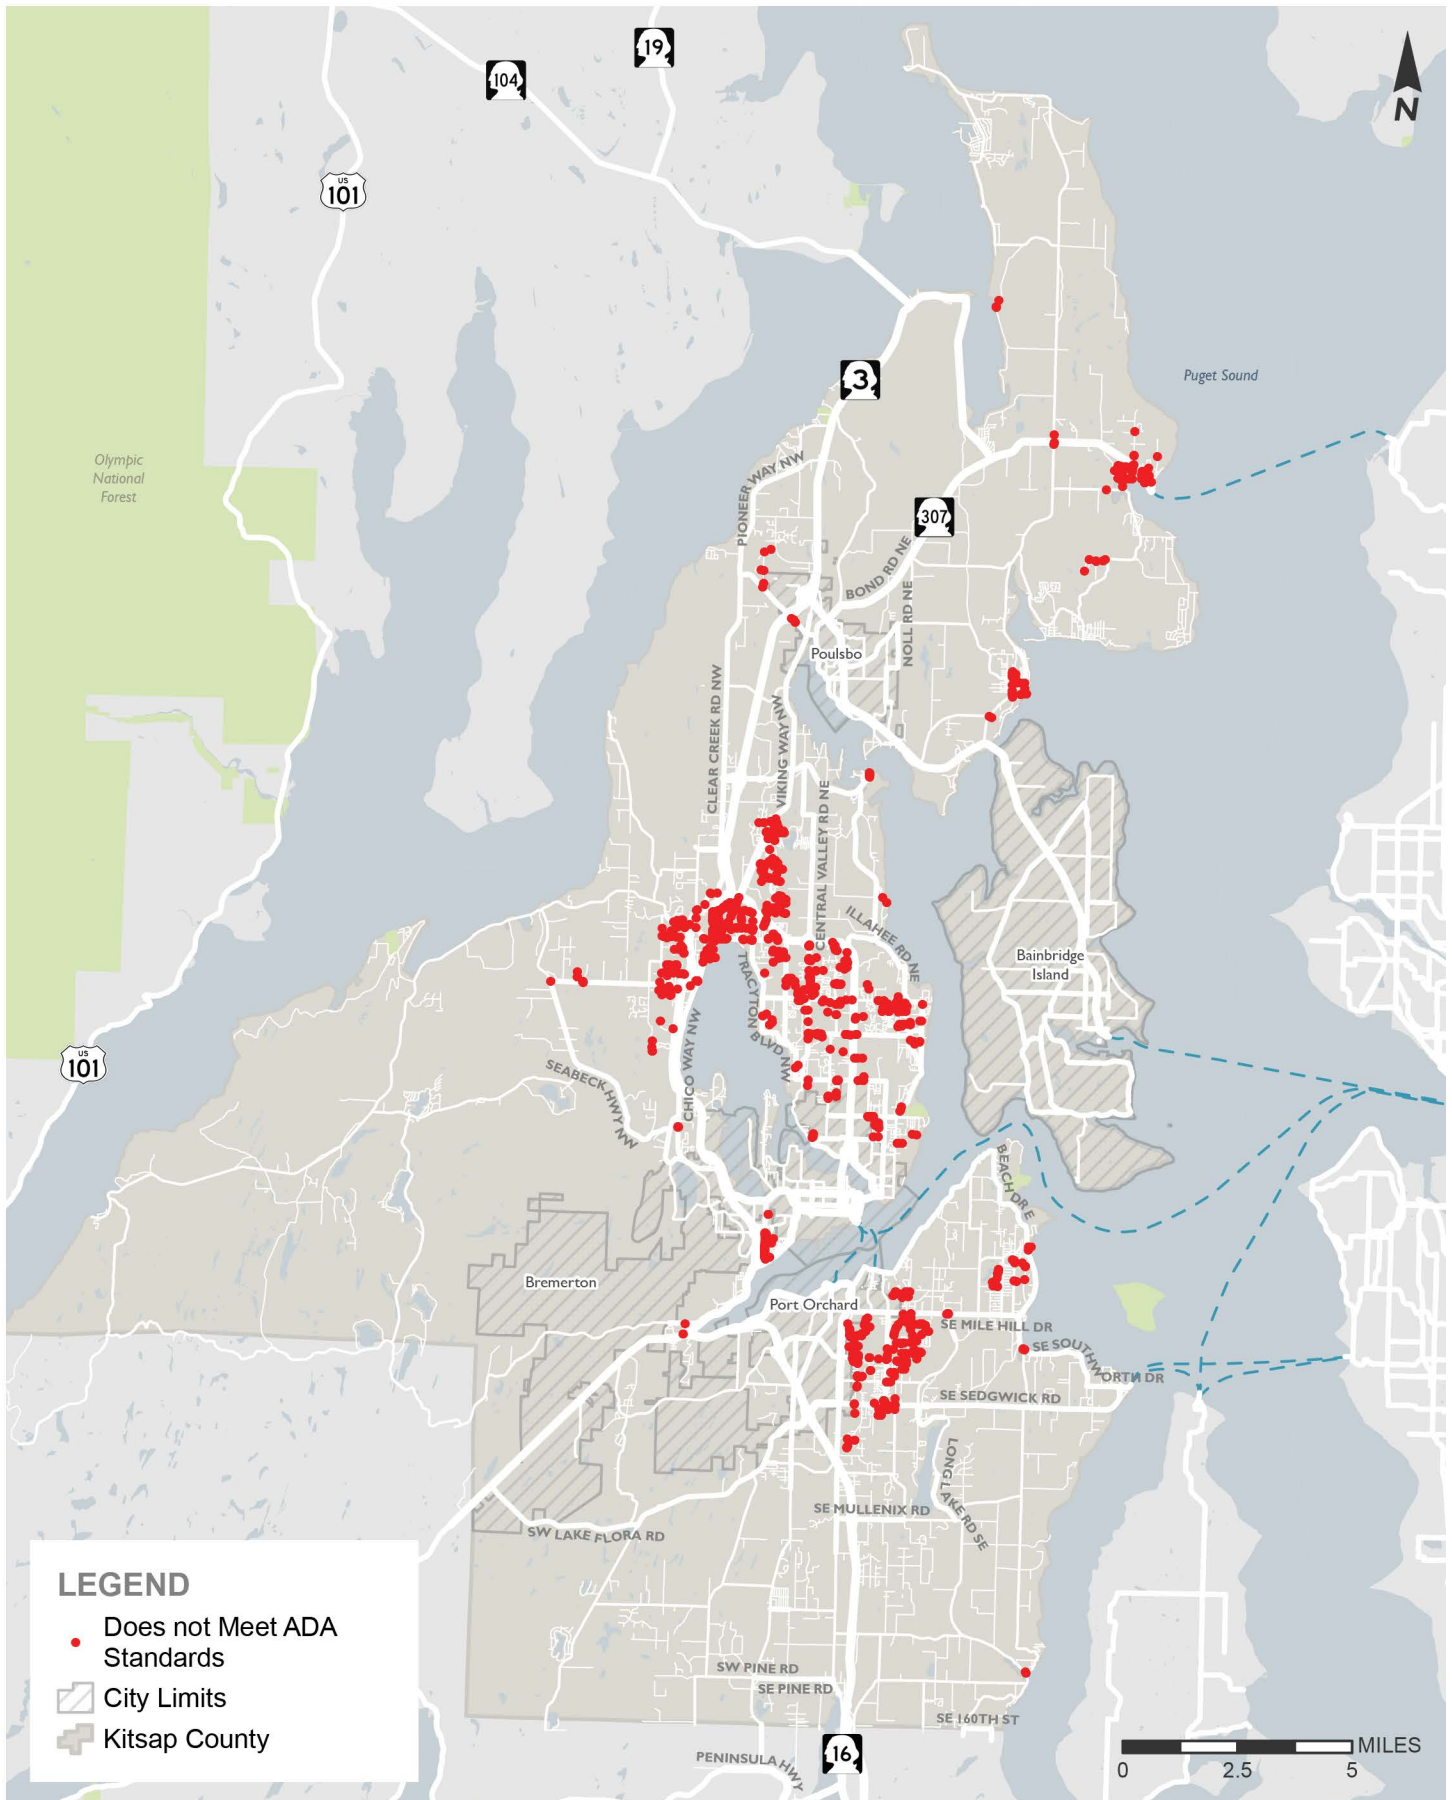 19
104
N
US
101
3
Puget Sound
Olympic
National
Forest
PIONEER WAY NW
307
BOND RD NE
NOLL RD NE
Poulsbo
CLEAR CREEK RD NW
VIKING WAY NW
CENTRAL VALLEY RD NE
ILLAHEE RD NE
Bainbridge
Island
TRACYTON BLVD NW
CHICO WAY NW
US
101
SEABECK HWY NW
BEACH DR E
Bremerton
Port Orchard
SE MILE HILL DR
SE SOUTHWORTH DR
SE SEDGWICK RD
LONG LAKE RD SE
SE MULLENIX RD
SW LAKE FLORA RD
LEGEND
Does not Meet ADA
Standards
City Limits
Kitsap County
SW PINE RD
SE PINE RD
SE 160TH ST
PENINSULA HWY
16
MILES
0 2.5 5